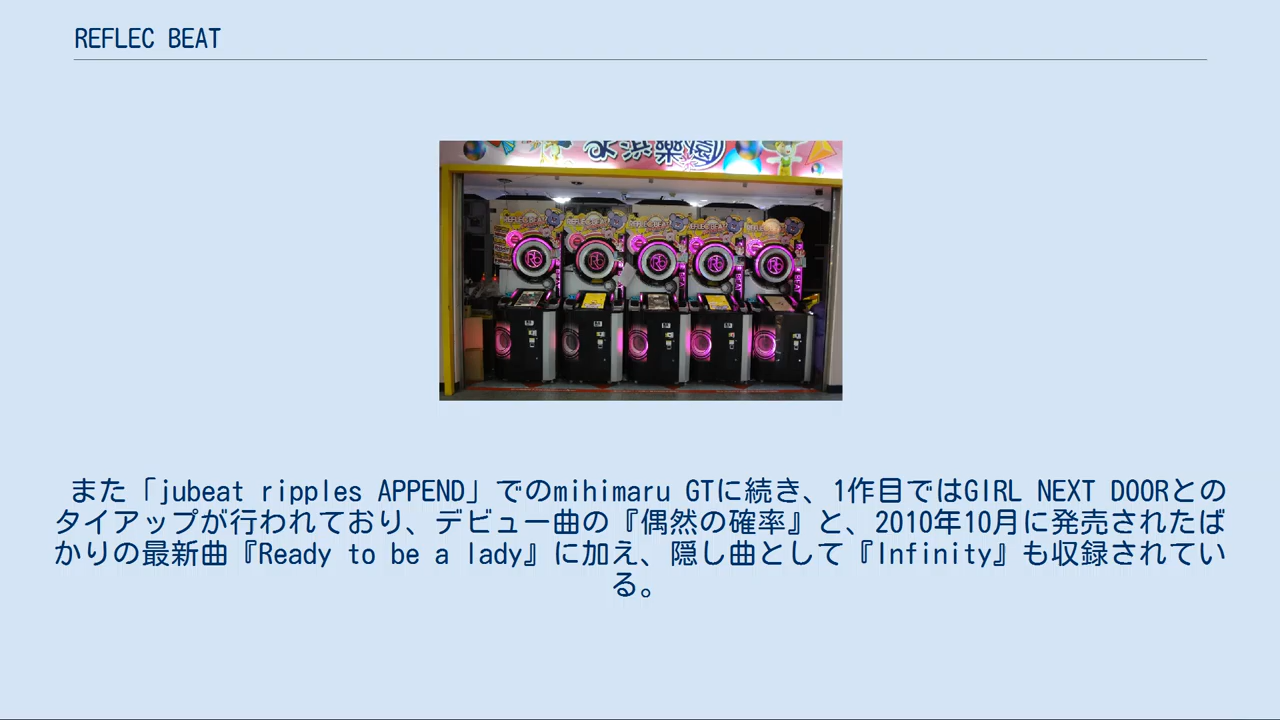 REFLEC BEAT
また「jubeat ripples APPEND」でのmihimaru GTに続き、1作目ではGIRL NEXT DOORとの
タイアップが行われており、デビュー曲の『偶然の確率』と、2010年10月に発売されたば
かりの最新曲『Ready to be a lady』に加え、隠し曲として『Infinity』も収録されてい
る。